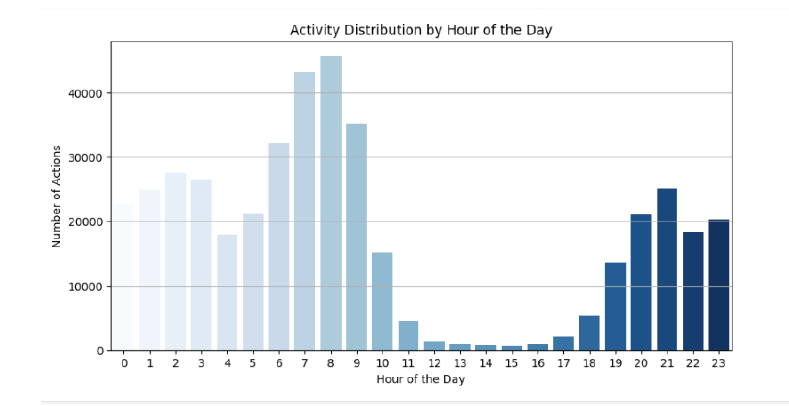 Activity Distribution by Hour of the Day
Number of Actions
40000
30000
20000
10000
0
0 1 2 3 4 5 6 7 8 9 10 11 12 13 14 15 16 17 18 19 20 21 22 23
Hour of the Day